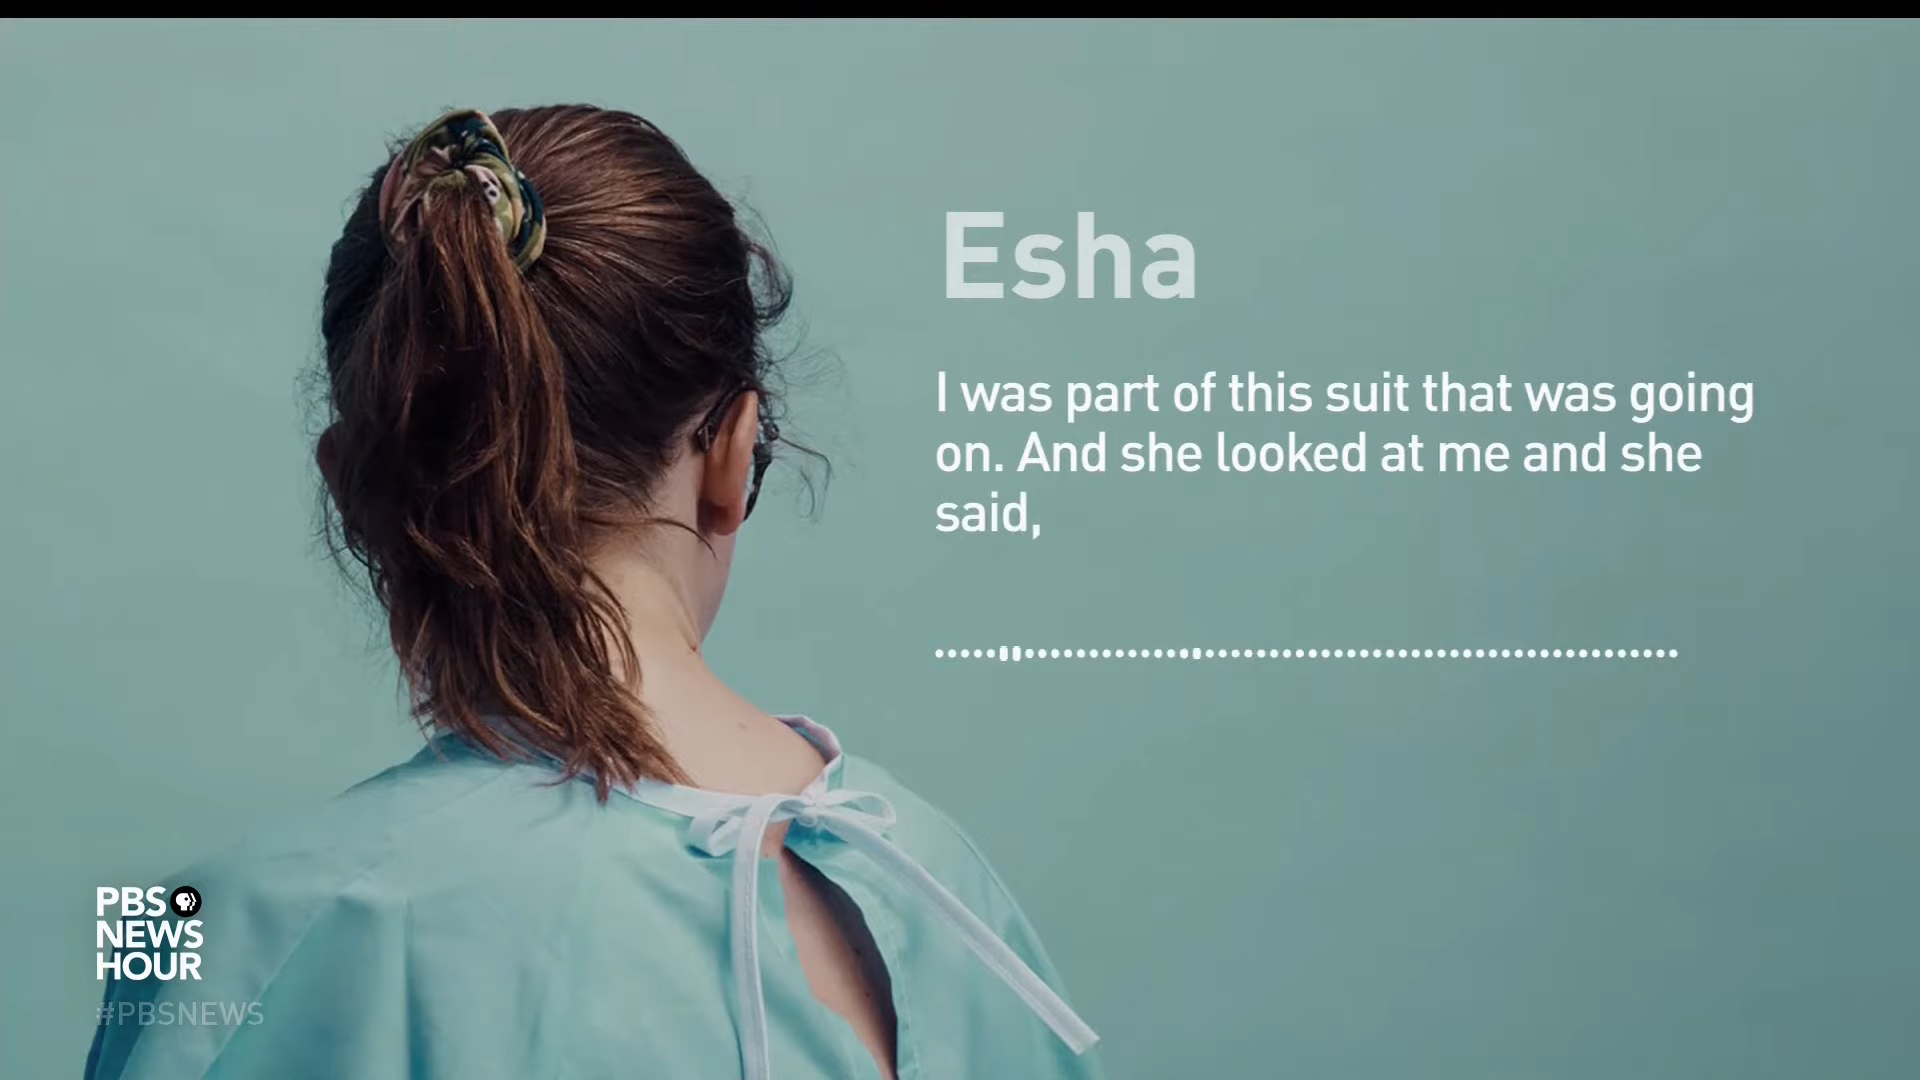 Esha
I was part of this suit that was going
on. And she looked at me and she
said,
PBS
NEWS
HOUR
#PBSNEWS